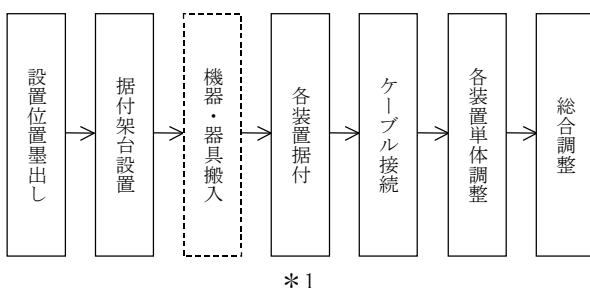 設置位置墨出し
据付架台設置
機器・器具搬入
各装置据付
ケーブル接続
各装置単体調整
総合調整
＊1